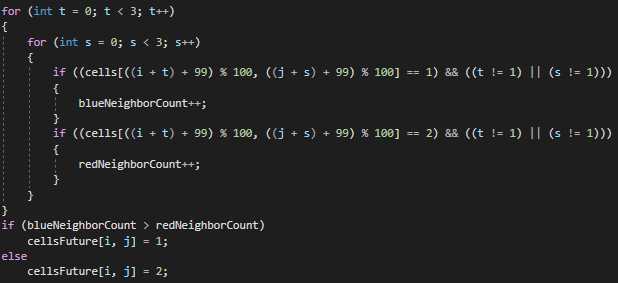 for (int t = 0; t < 3; t++)
{
    for (int s = 0; s < 3; s++)
    {
        if ((cells[((i + t) + 99) % 100, ((j + s) + 99) % 100] == 1) && ((t != 1) || (s != 1)))
        {
            blueNeighborCount++;
        }
        if ((cells[((i + t) + 99) % 100, ((j + s) + 99) % 100] == 2) && ((t != 1) || (s != 1)))
        {
            redNeighborCount++;
        }
    }
}
if (blueNeighborCount > redNeighborCount)
    cellsFuture[i, j] = 1;
else
    cellsFuture[i, j] = 2;